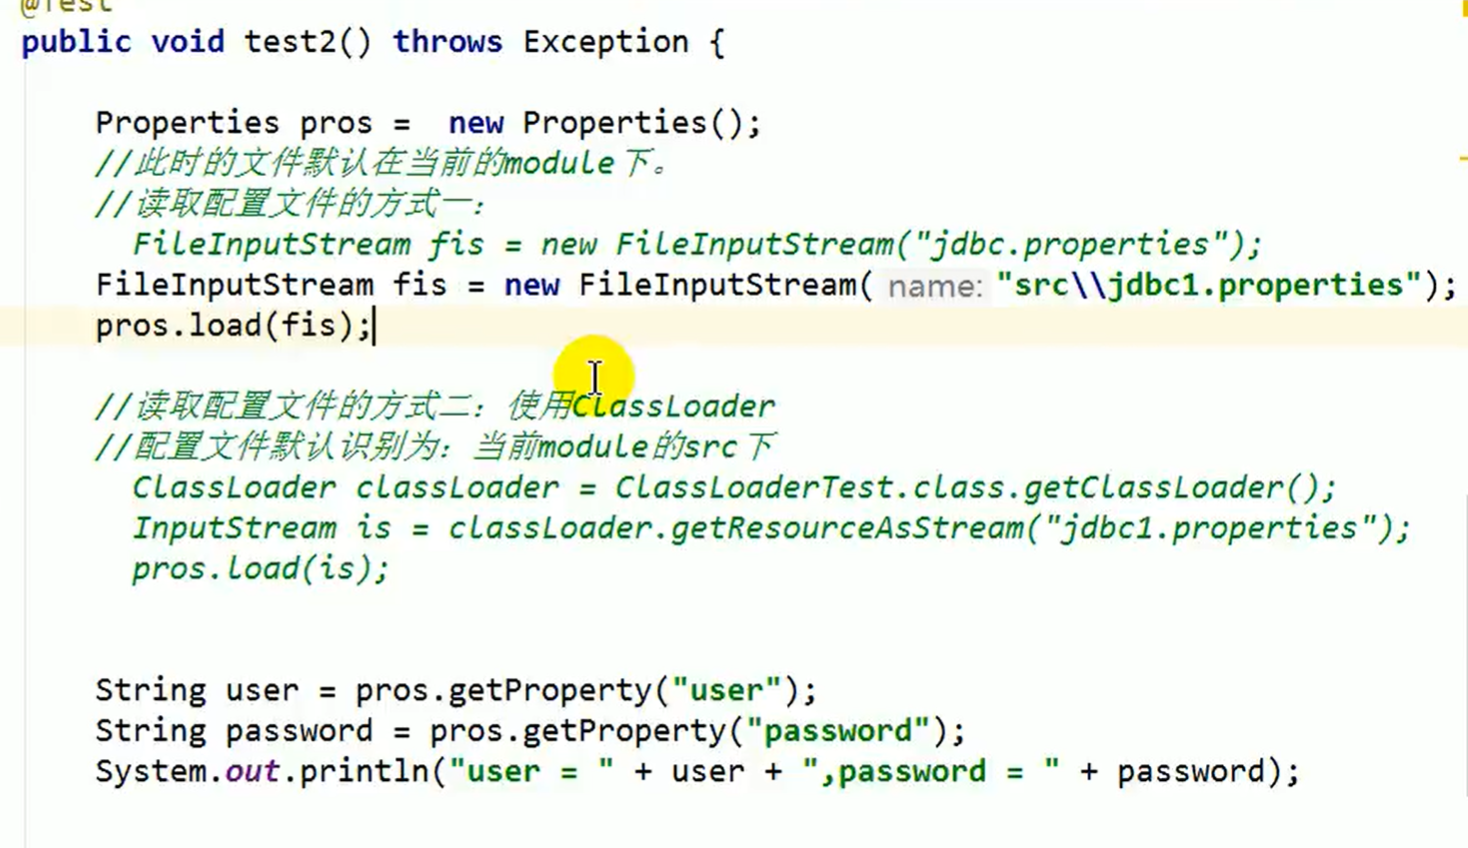 @Test
public void test2() throws Exception {
Properties pros =  new Properties();
//此时的文件默认在当前的module下。
//读取配置文件的方式一：
FileInputStream fis = new FileInputStream("jdbc.properties");
FileInputStream fis = new FileInputStream( name: "src\\jdbc1.properties");
pros.load(fis);
//读取配置文件的方式二：使用ClassLoader
//配置文件默认识别为：当前module的src下
ClassLoader classLoader = ClassLoaderTest.class.getClassLoader();
InputStream is = classLoader.getResourceAsStream("jdbc1.properties");
pros.load(is);
String user = pros.getProperty("user");
String password = pros.getProperty("password");
System.out.println("user = " + user + ",password = " + password);